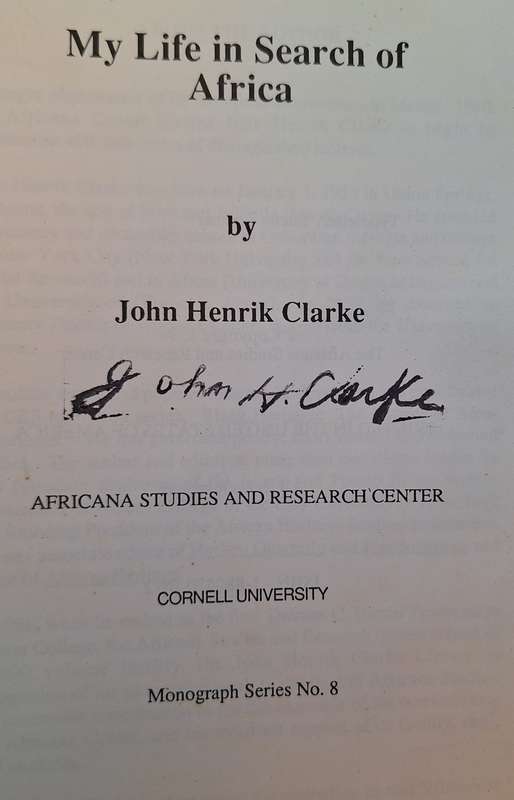 My Life in Search of
Africa
by
John Henrik Clarke
John H. Clarke
AFRICANA STUDIES AND RESEARCH CENTER
CORNELL UNIVERSITY
Monograph Series No. 8